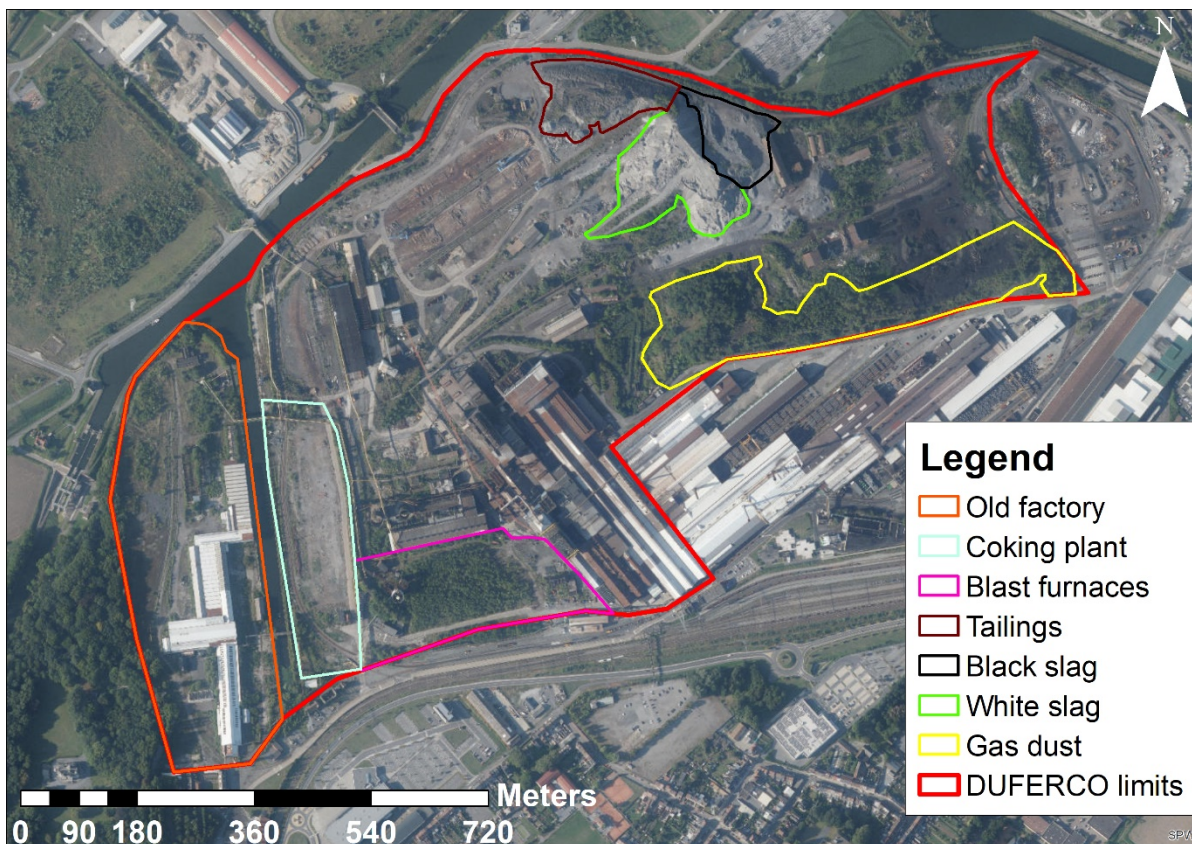 N
Legend
Old factory
Coking plant
Blast furnaces
Tailings
Black slag
White slag
Gas dust
DUFERCO limits
Meters
0 90 180 360 540 720